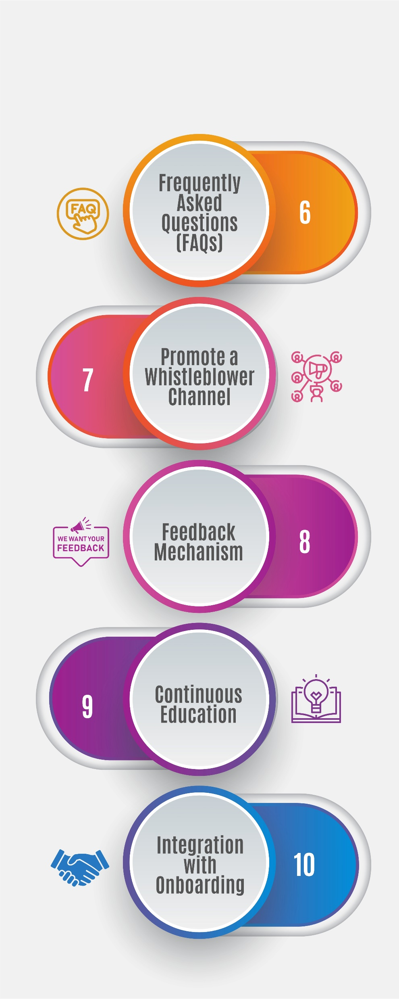 FAQ
Frequently
Asked
Questions
(FAQs)
6
7
Promote a
Whistleblower
Channel
WE WANT YOUR
FEEDBACK
Feedback
Mechanism
8
9
Continuous
Education
Integration
with
Onboarding
10